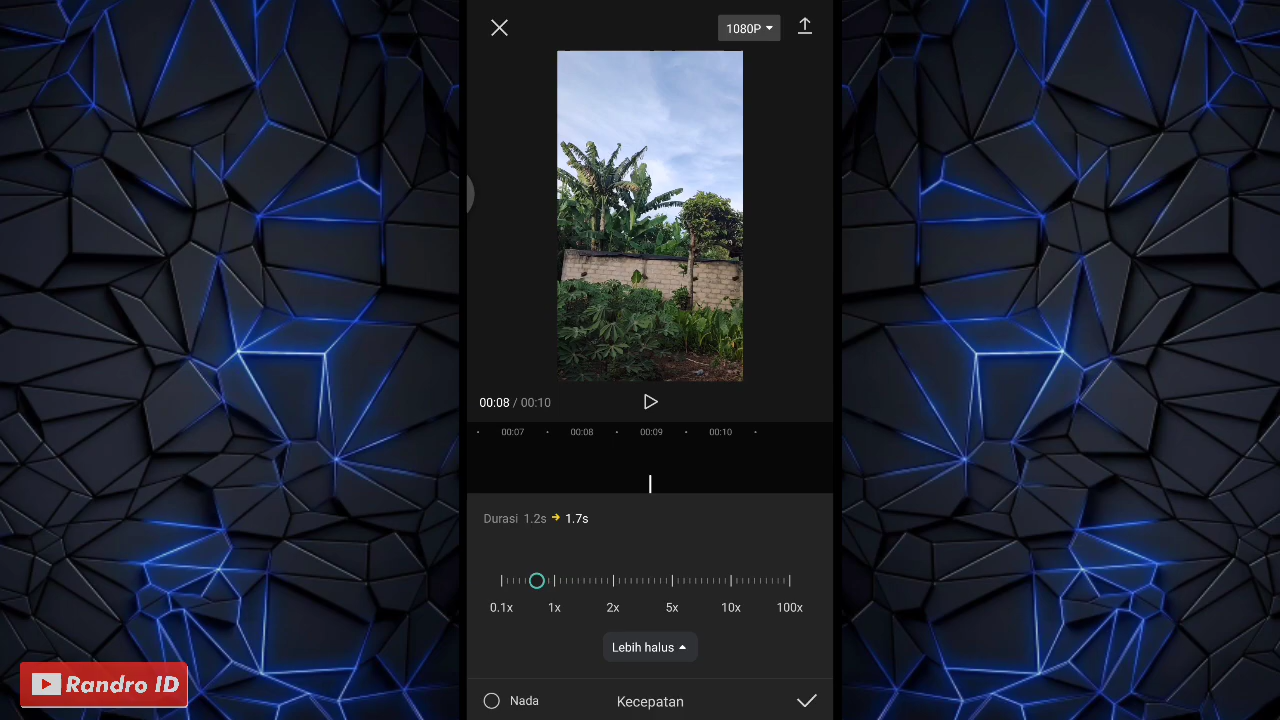 1080P
00:08 / 00:10
00:07 00:08 00:09 00:10
Durasi 1.2s → 1.7s
0.1x 1x 2x 5x 10x 100x
Lebih halus
Nada Kecepatan
Randro ID